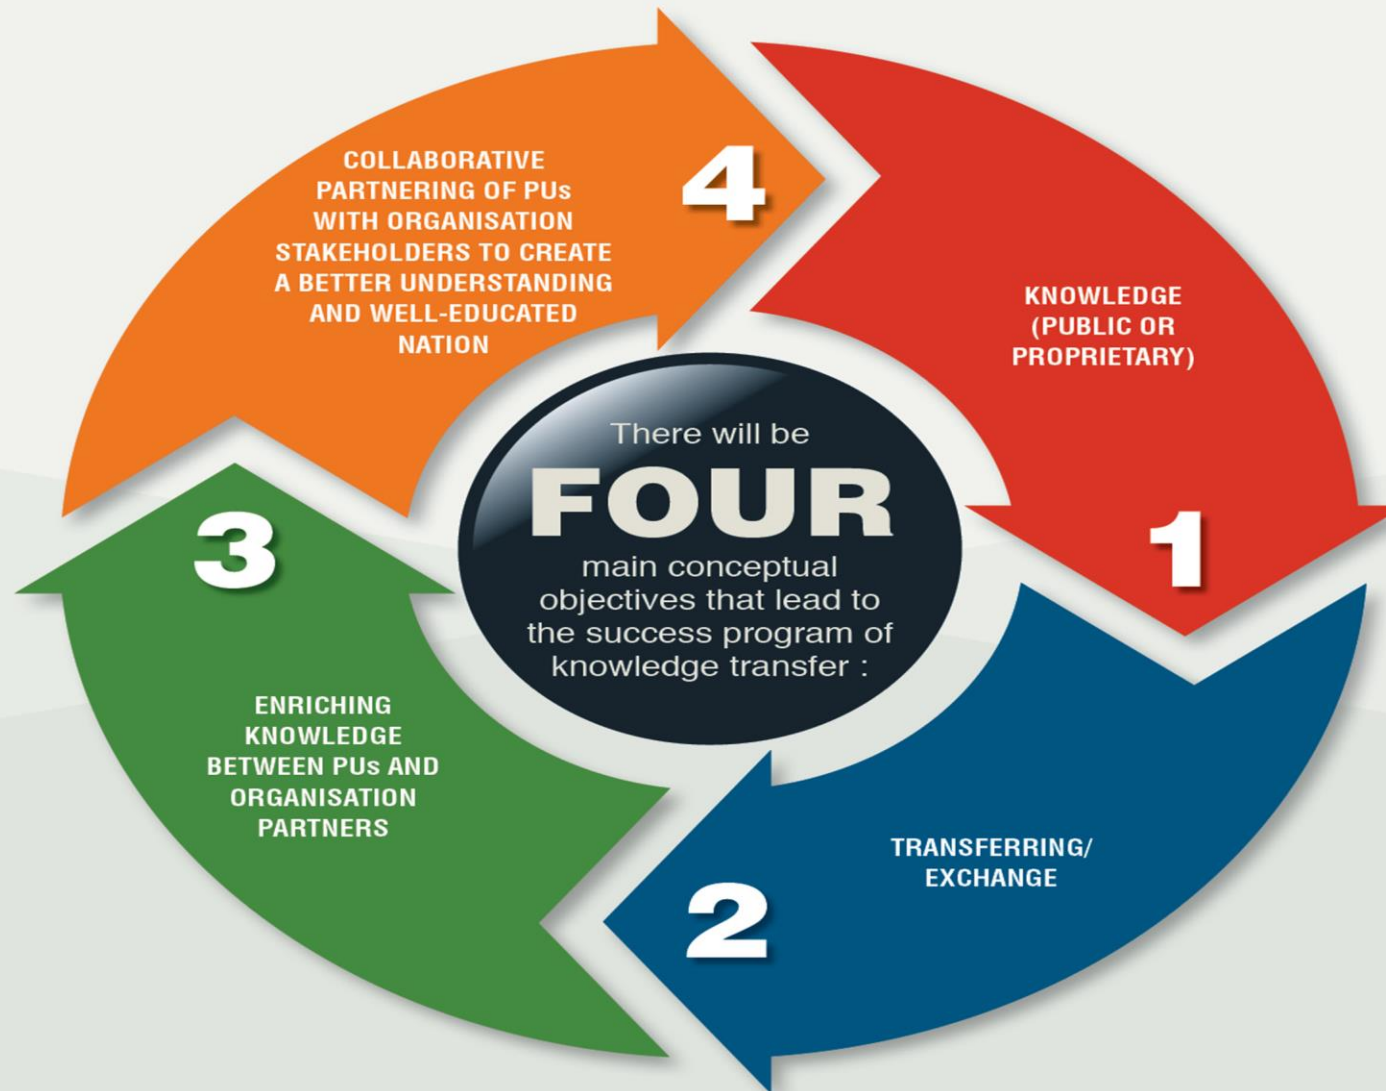 There will be
FOUR
main conceptual
objectives that lead to
the success program of
knowledge transfer :
KNOWLEDGE
(PUBLIC OR
PROPRIETARY)
1
TRANSFERRING/
EXCHANGE
2
3
ENRICHING
KNOWLEDGE
BETWEEN PUs AND
ORGANISATION
PARTNERS
COLLABORATIVE
PARTNERING OF PUs
WITH ORGANISATION
STAKEHOLDERS TO CREATE
A BETTER UNDERSTANDING
AND WELL-EDUCATED
NATION
4